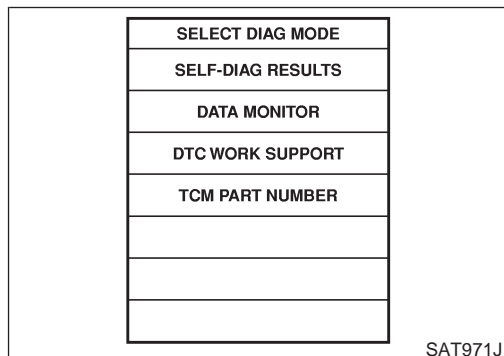 SELECT DIAG MODE
SELF-DIAG RESULTS
DATA MONITOR
DTC WORK SUPPORT
TCM PART NUMBER
SAT971J